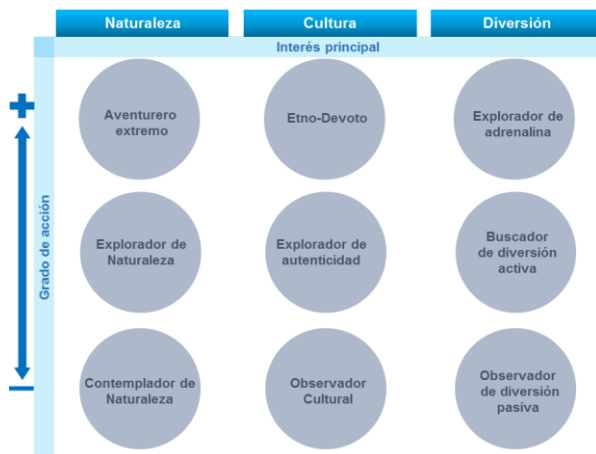 Naturaleza
Cultura
Diversión
Interés principal
Grado de acción
Aventurero
extremo
Etno-Devoto
Explorador de
adrenalina
Explorador de
Naturaleza
Explorador de
autenticidad
Buscador
de diversión
activa
Contemplador de
Naturaleza
Observador
Cultural
Observador
de diversión
pasiva